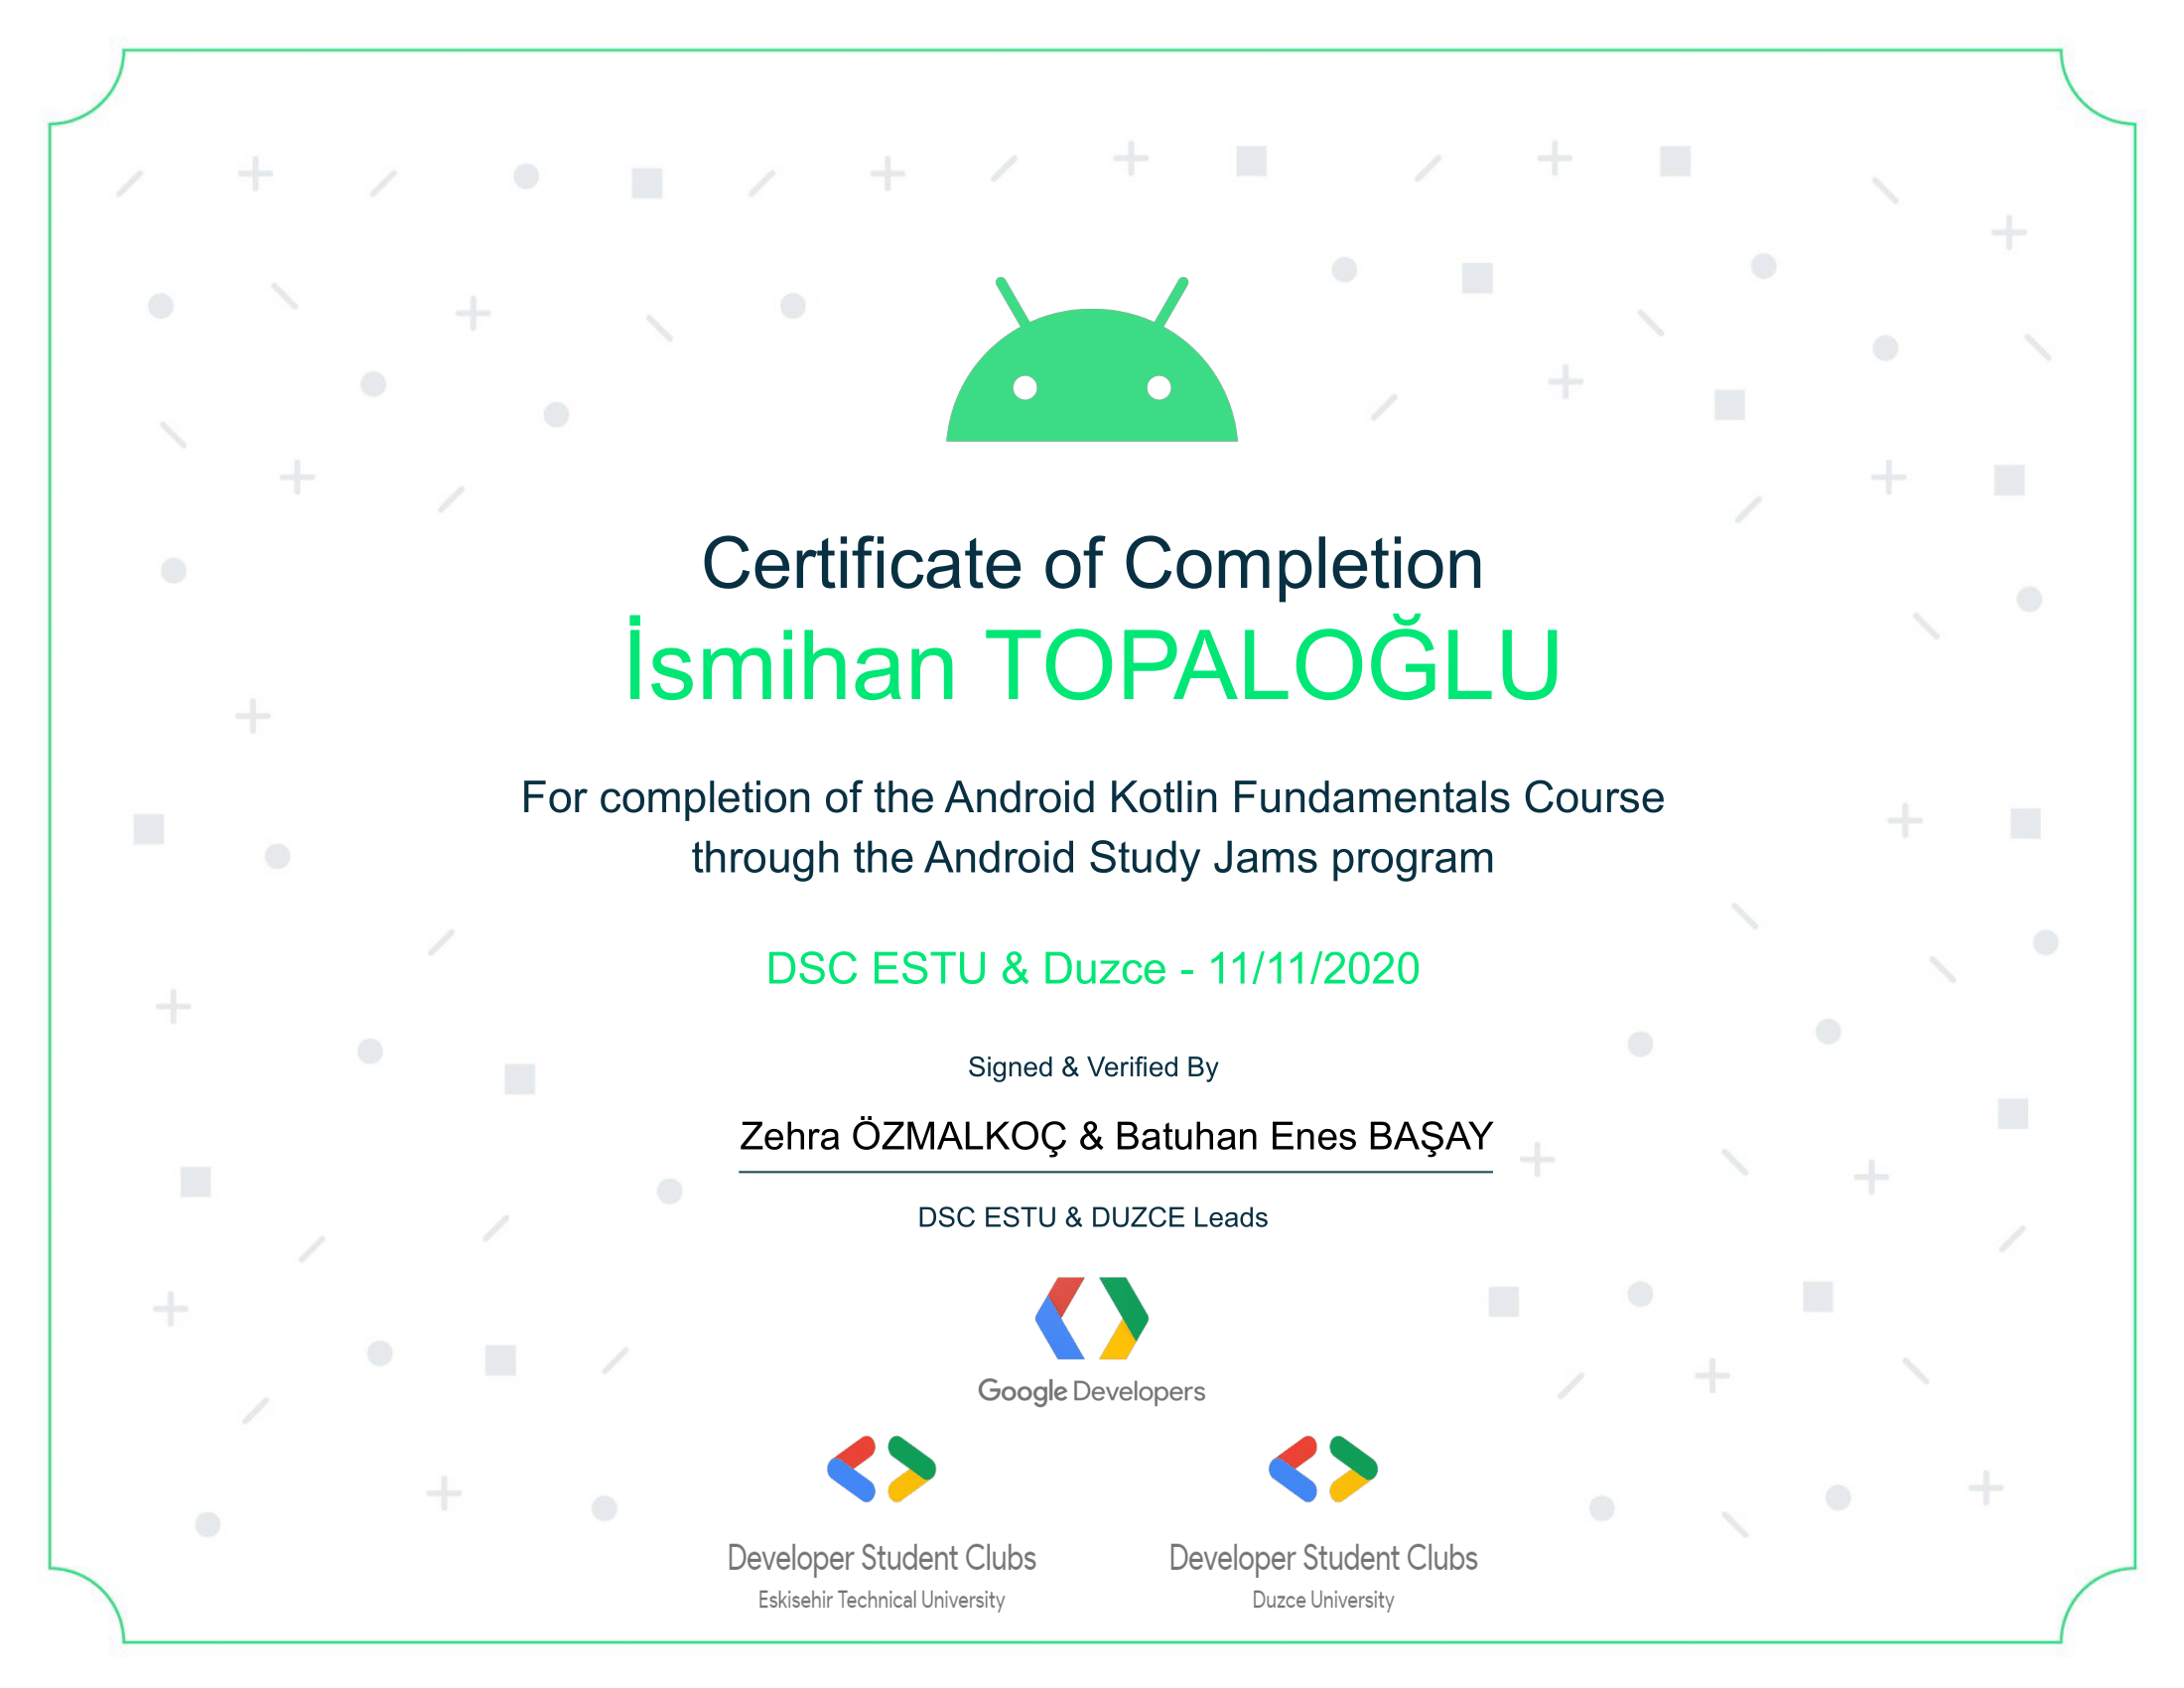 Certificate of Completion
İsmihan TOPALOĞLU
For completion of the Android Kotlin Fundamentals Course
through the Android Study Jams program
DSC ESTU & Duzce - 11/11/2020
Signed & Verified By
Zehra ÖZMALKOÇ & Batuhan Enes BAŞAY
DSC ESTU & DUZCE Leads
Google Developers
Developer Student Clubs
Eskisehir Technical University
Developer Student Clubs
Duzce University